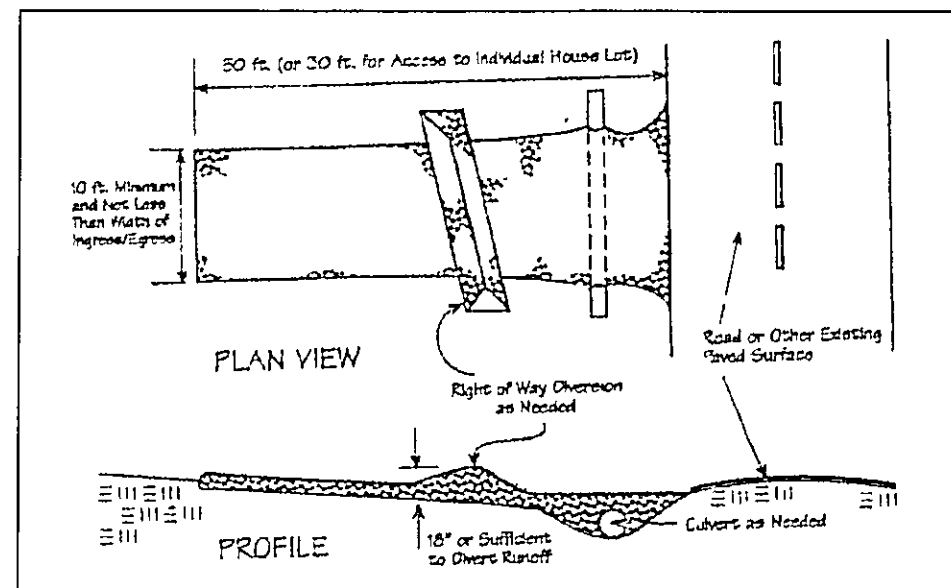 50 ft. (or 30 ft. for Access to Individual House Lot)
10 ft. Minimum
and Not Less
Than Width of
Ingress/Egress
PLAN VIEW
Road or Other Existing
Paved Surface
Right of Way Diversion
as Needed
Culvert as Needed
18" or Sufficient
to Divert Runoff
PROFILE